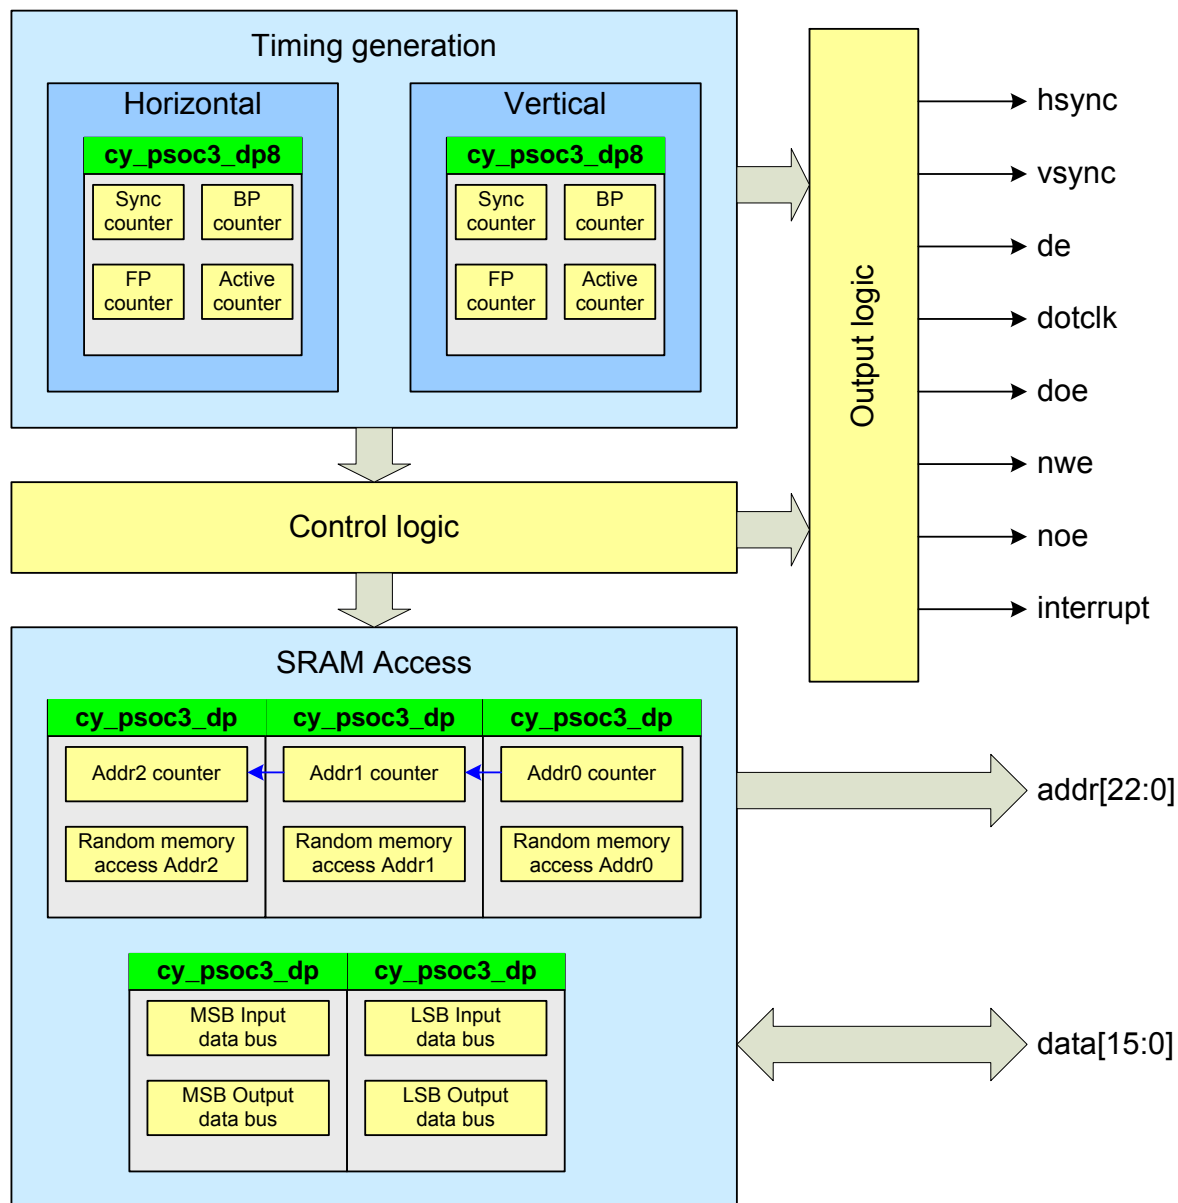 Timing generation
Horizontal
cy_psoc3_dp8
Sync
counter
BP
counter
FP
counter
Active
counter
Vertical
cy_psoc3_dp8
Sync
counter
BP
counter
FP
counter
Active
counter
Control logic
Output logic
hsync
vsync
de
dotclk
doe
nwe
noe
interrupt
SRAM Access
cy_psoc3_dp
cy_psoc3_dp
cy_psoc3_dp
Addr2 counter
Addr1 counter
Addr0 counter
Random memory
access Addr2
Random memory
access Addr1
Random memory
access Addr0
addr[22:0]
cy_psoc3_dp
cy_psoc3_dp
MSB Input
data bus
LSB Input
data bus
MSB Output
data bus
LSB Output
data bus
data[15:0]